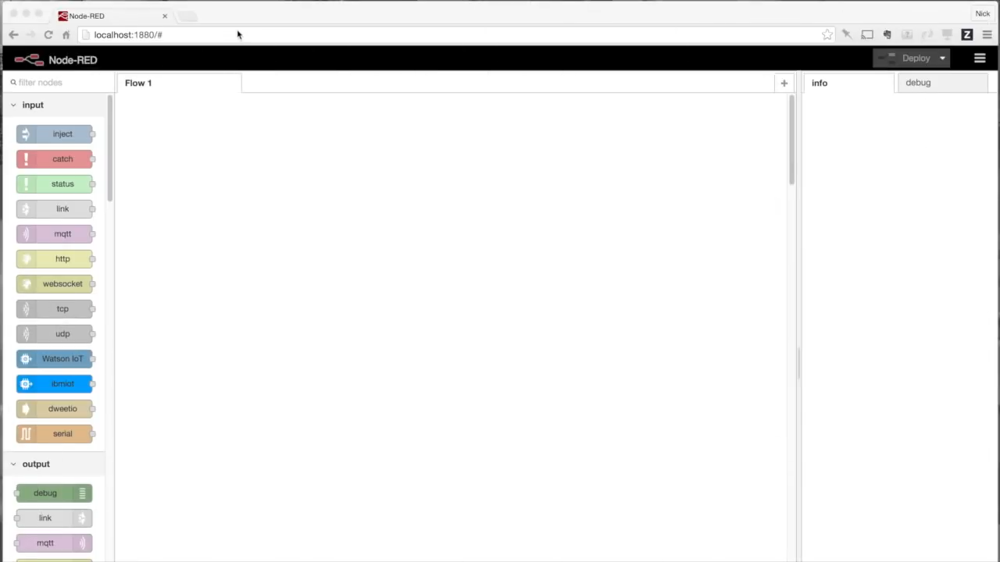 Node-RED
Nick
localhost:1880/#
Node-RED
Deploy
filter nodes
Flow 1
info
debug
input
inject
catch
status
link
mqtt
http
websocket
tcp
udp
Watson IoT
ibmiot
dweetio
serial
output
debug
link
mqtt